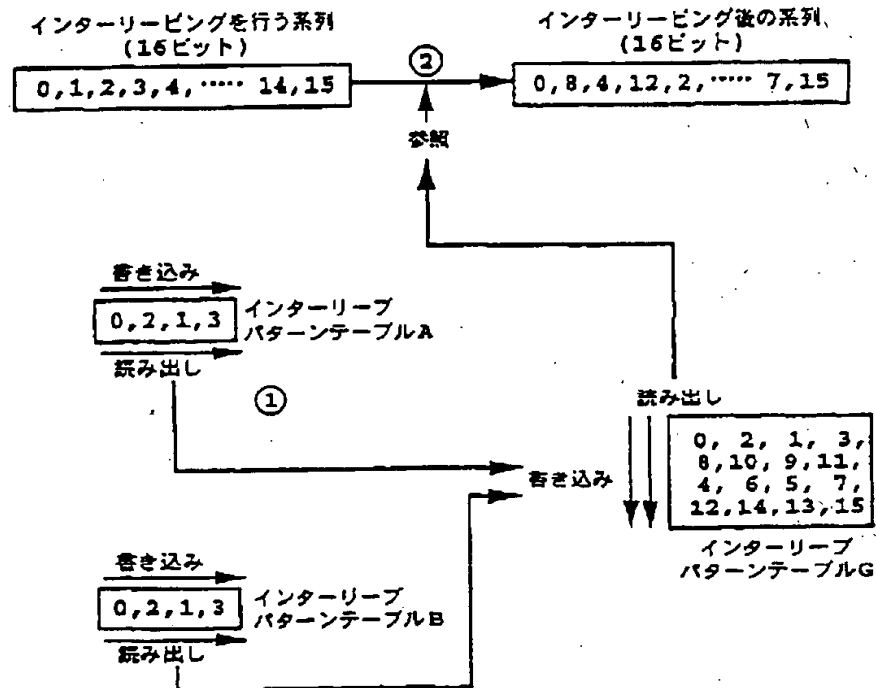 インターリービングを行う系列
(16ビット)
0,1,2,3,4,····· 14,15
②
インターリービング後の系列
(16ビット)
0,8,4,12,2,····· 7,15
参照
書き込み
0,2,1,3
インターリーブ
パターンテーブルA
読み出し
①
読み出し
書き込み
0, 2, 1, 3,
8,10, 9,11,
4, 6, 5, 7,
12,14,13,15
インターリーブ
パターンテーブルG
書き込み
0,2,1,3
インターリーブ
パターンテーブルB
読み出し